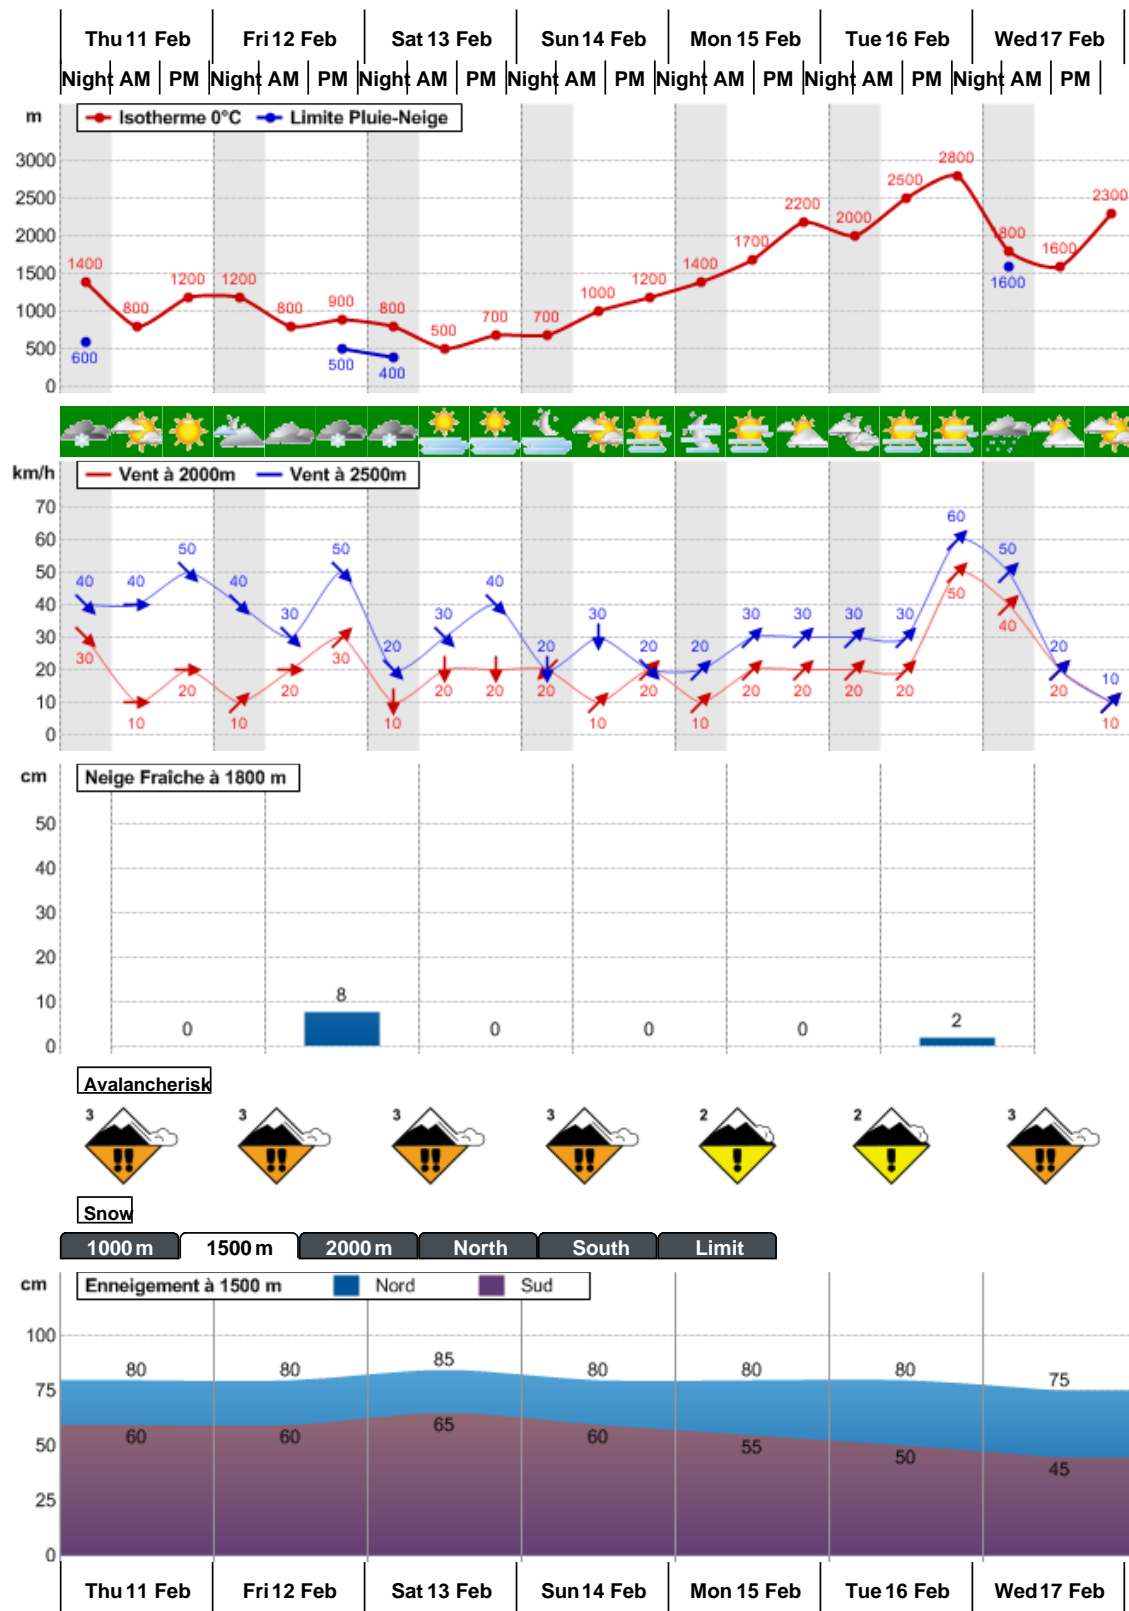 Thu 11 Feb Fri 12 Feb Sat 13 Feb Sun 14 Feb Mon 15 Feb Tue 16 Feb Wed 17 Feb
Night AM PM Night AM PM Night AM PM Night AM PM Night AM PM Night AM PM Night AM PM
m Isotherme 0°C Limite Pluie-Neige
3000
2500
2000
1500
1000
500
0
1400 800 1200 1200 800 900 800 500 700 700 1000 1200 1400 1700 2200 2000 2500 2800 800 1600 2300
600 500 400 1600
km/h Vent à 2000m Vent à 2500m
70
60
50
40
30
20
10
0
40 40 50 40 30 50 20 30 40 20 30 20 20 30 30 30 30 60 50 20 10
30 10 20 10 20 30 10 20 20 20 10 20 10 20 20 20 20 50 40 20 10
cm Neige Fraîche à 1800 m
50
40
30
20
10
0
0 8 0 0 0 2
Avalancherisk
3 3 3 3 2 2 3
Snow
1000 m 1500 m 2000 m North South Limit
cm Enneigement à 1500 m Nord Sud
100
75
50
25
0
80 80 85 80 80 80 75
60 60 65 60 55 50 45
Thu 11 Feb Fri 12 Feb Sat 13 Feb Sun 14 Feb Mon 15 Feb Tue 16 Feb Wed 17 Feb